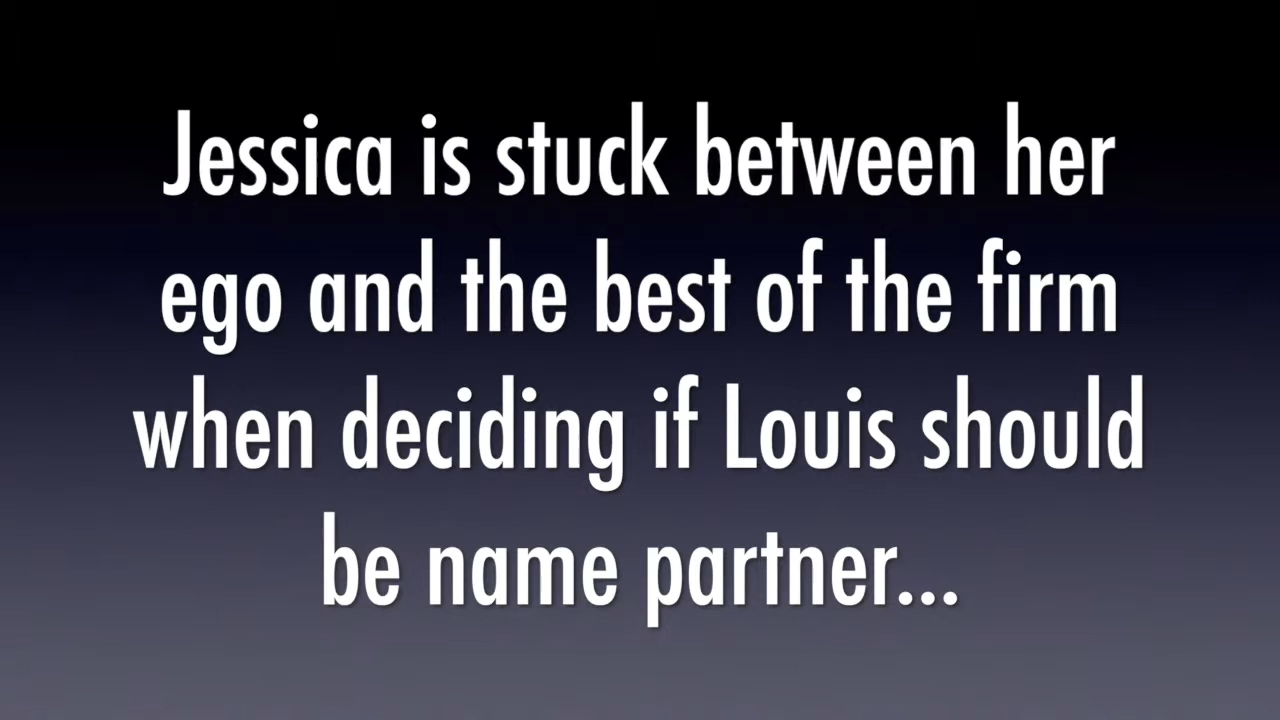 Jessica is stuck between her
ego and the best of the firm
when deciding if Louis should
be name partner...